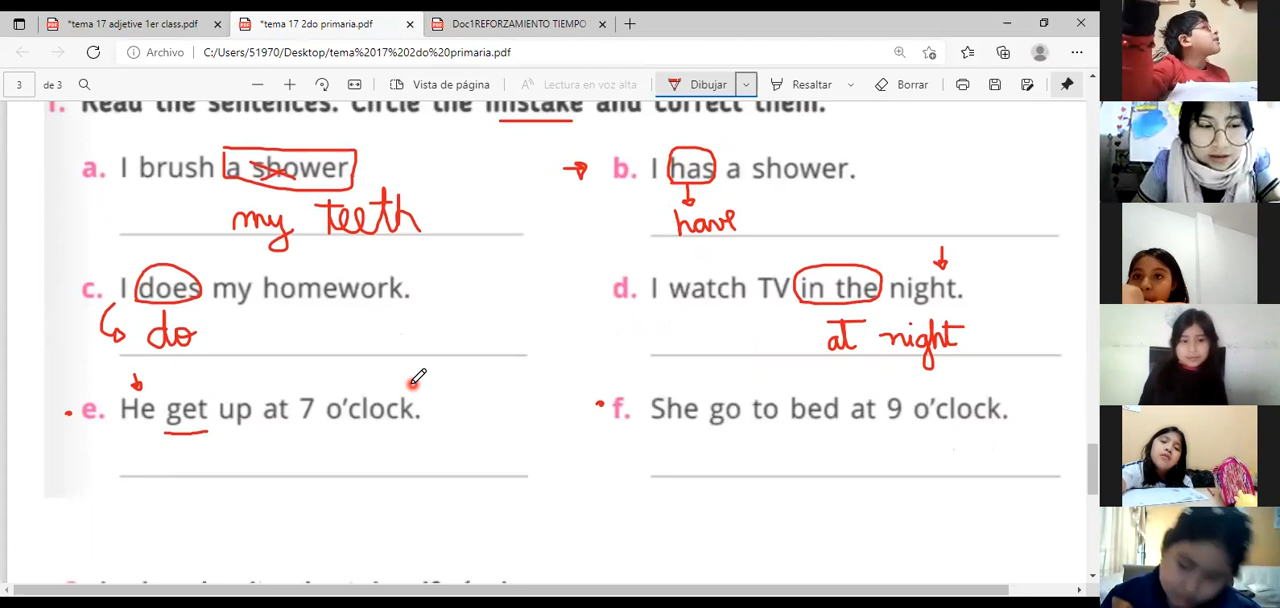 *tema 17 adjetive 1er class.pdf
*tema 17 2do primaria.pdf
Doc1REFORZAMIENTO TIEMPO
Archivo
C:/Users/51970/Desktop/tema%2017%202do%20primaria.pdf
3 de 3
Vista de página
Lectura en voz alta
Dibujar
Resaltar
Borrar
1. Read the sentences. Circle the mistake and correct them.
a. I brush a shower
my teeth
b. I has a shower.
have
c. I does my homework.
do
d. I watch TV in the night.
at night
e. He get up at 7 o'clock.
f. She go to bed at 9 o'clock.